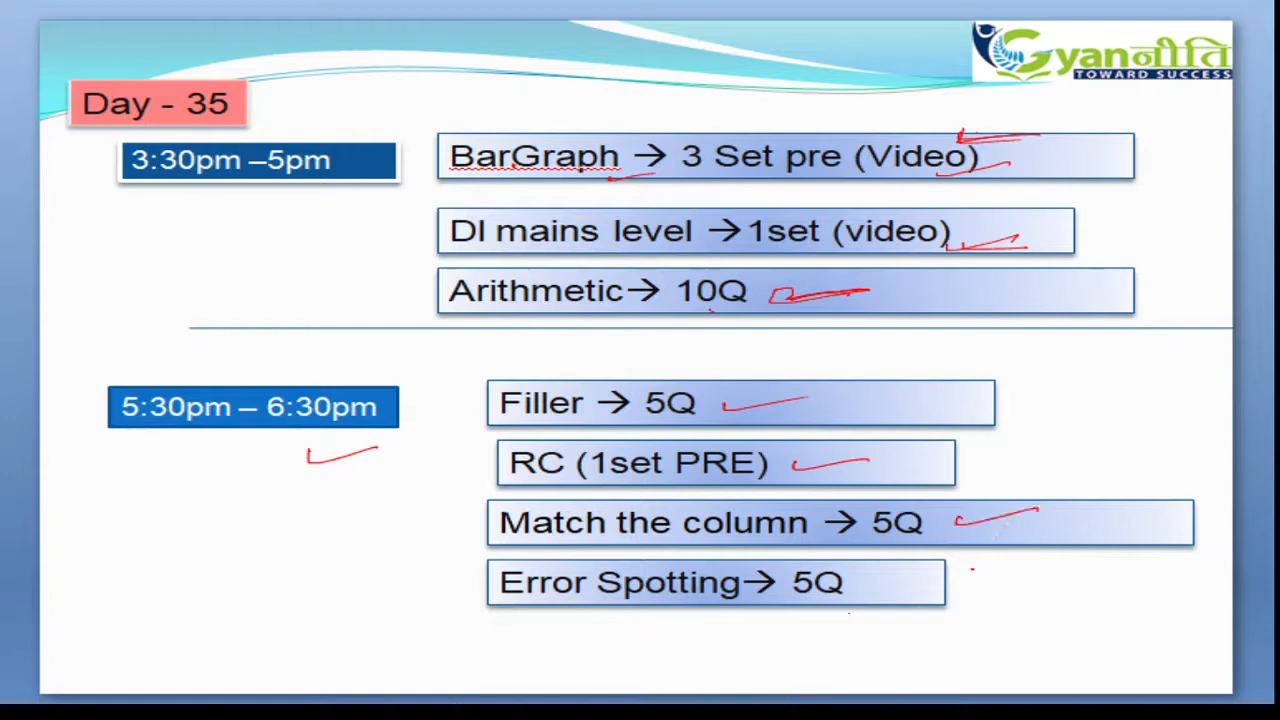 Gyanनीति
TOWARD SUCCESS
Day - 35
3:30pm –5pm
BarGraph → 3 Set pre (Video)
DI mains level →1set (video)
Arithmetic→ 10Q
5:30pm – 6:30pm
Filler → 5Q
RC (1set PRE)
Match the column → 5Q
Error Spotting→ 5Q